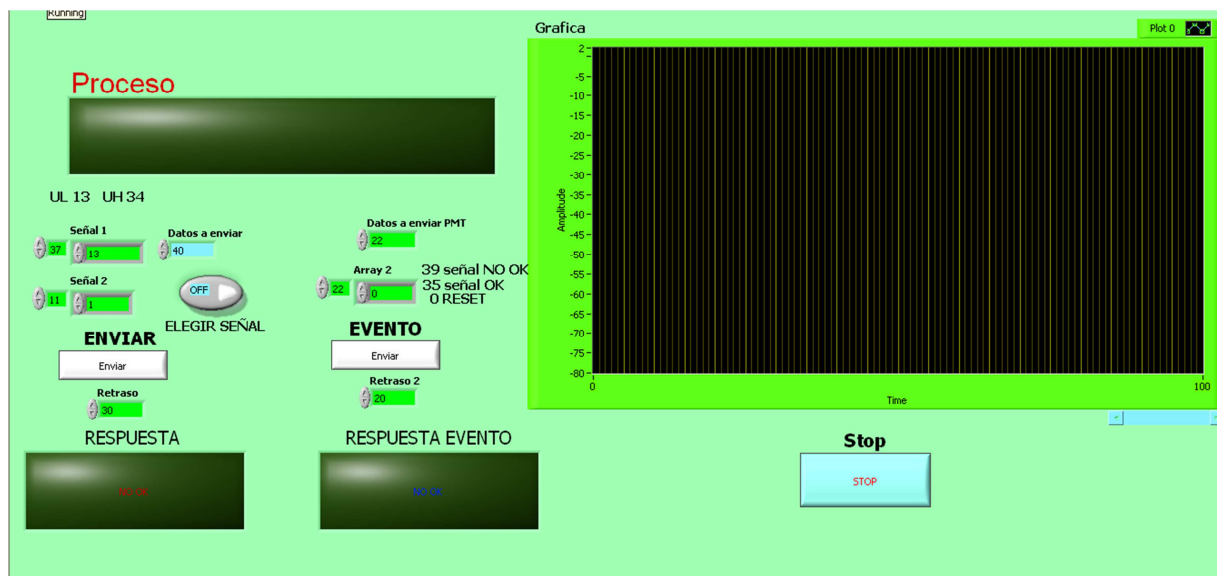 Running
Proceso
UL 13 UH 34
Señal 1
37
13
Datos a enviar
40
Señal 2
11
1
OFF
ELEGIR SEÑAL
ENVIAR
Enviar
Retraso
30
RESPUESTA
NO OK
Datos a enviar PMT
22
Array 2
22
0
39 señal NO OK
35 señal OK
0 RESET
EVENTO
Enviar
Retraso 2
20
RESPUESTA EVENTO
NO OK
Grafica
Plot 0
Amplitude
2
-5
-10
-15
-20
-25
-30
-35
-40
-45
-50
-55
-60
-65
-70
-75
-80
0
100
Time
Stop
STOP